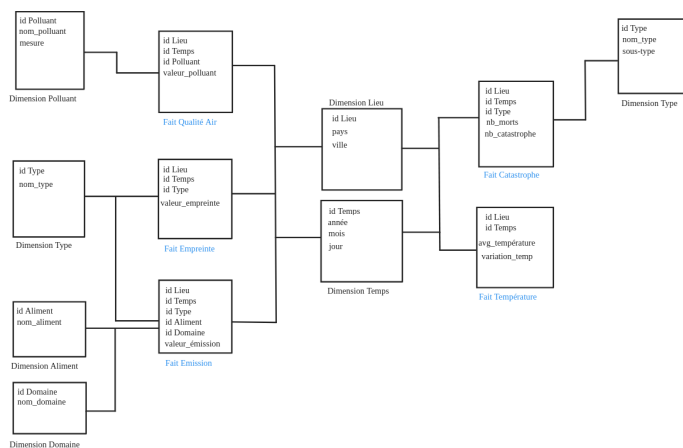 id Polluant
nom_polluant
mesure
Dimension Polluant
id Lieu
id Temps
id Polluant
valeur_polluant
Fait Qualité Air
id Type
nom_type
Dimension Type
id Lieu
id Temps
id Type
valeur_empreinte
Fait Empreinte
id Aliment
nom_aliment
Dimension Aliment
id Domaine
nom_domaine
Dimension Domaine
id Lieu
id Temps
id Type
id Aliment
id Domaine
valeur_émission
Fait Emission
Dimension Lieu
id Lieu
pays
ville
id Temps
année
mois
jour
Dimension Temps
id Lieu
id Temps
id Type
nb_morts
nb_catastrophe
Fait Catastrophe
id Lieu
id Temps
avg_température
variation_temp
Fait Température
id Type
nom_type
sous-type
Dimension Type